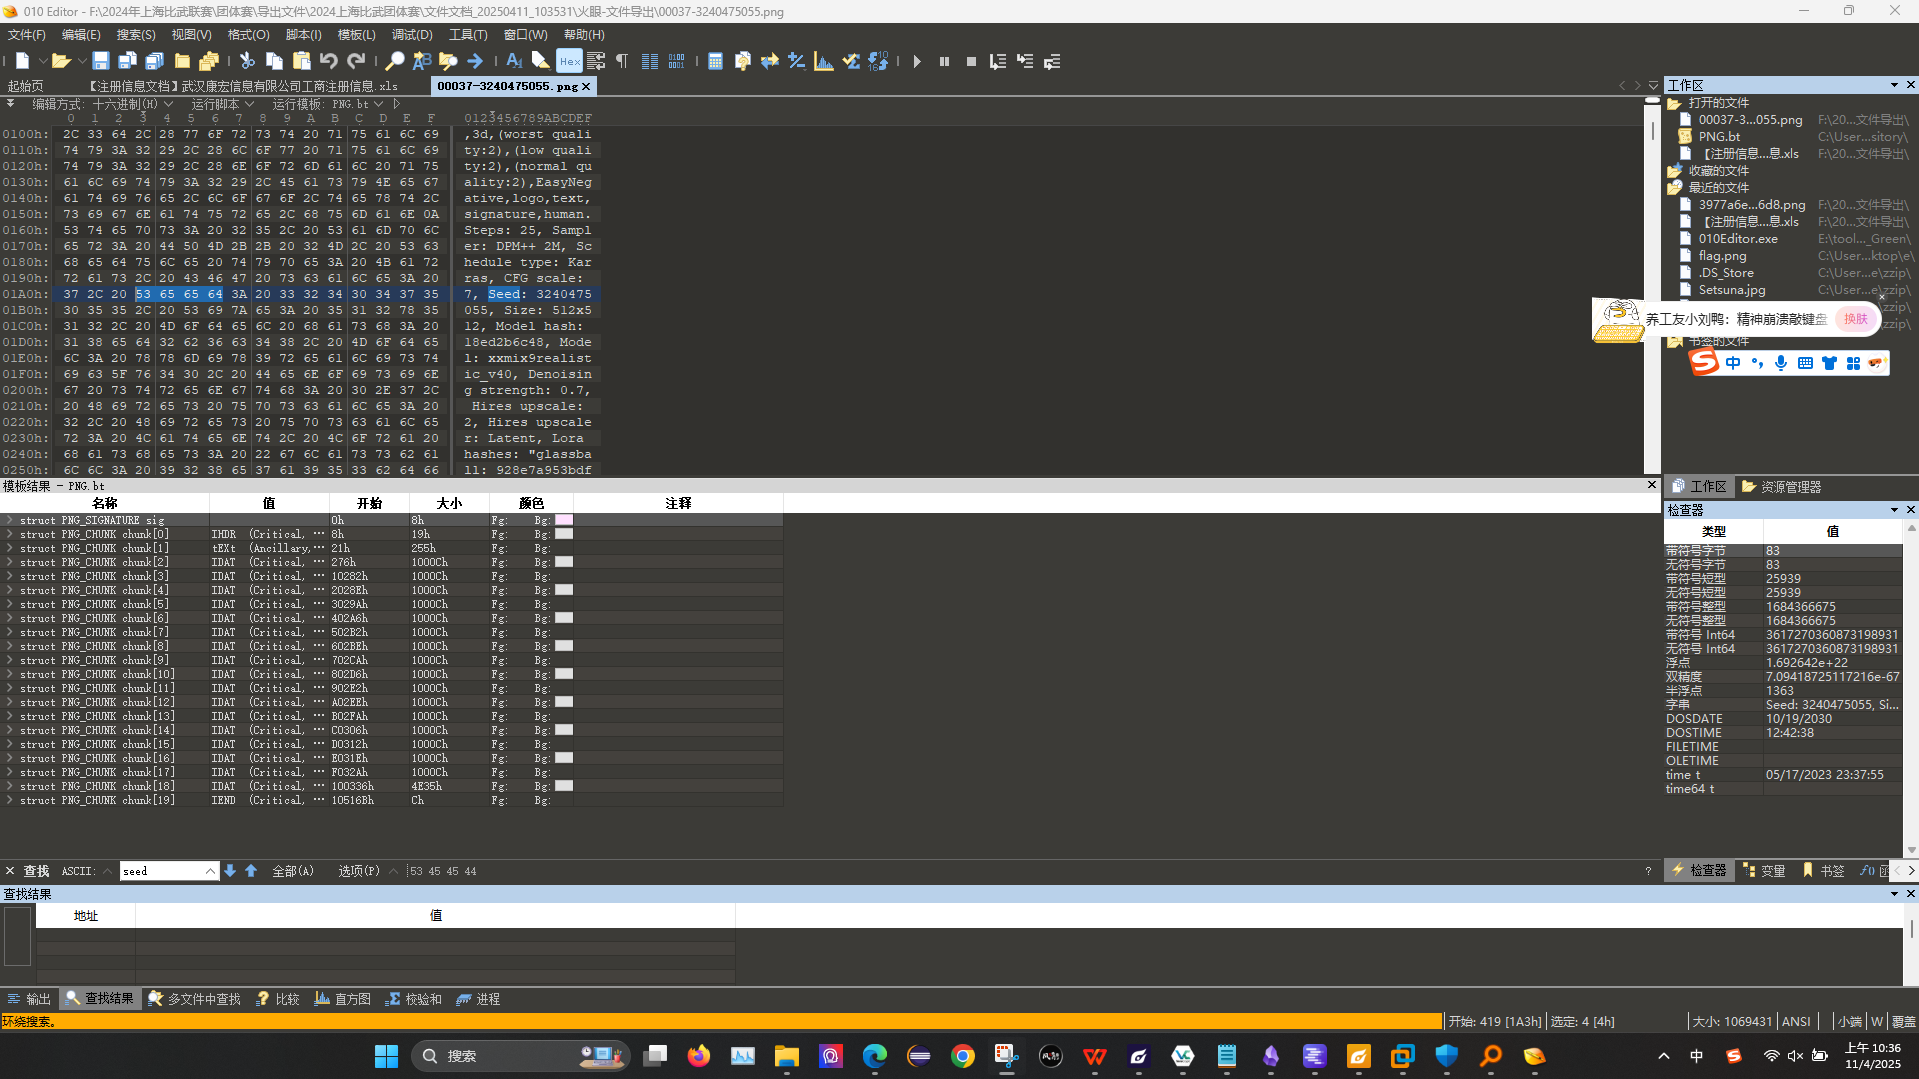 010 Editor - F:\2024年上海比武联赛\团体赛\导出文件\2024上海比武团体赛\文件文档_20250411_103531\火眼-文件导出\00037-3240475055.png
文件(F) 编辑(E) 搜索(S) 视图(V) 格式(O) 脚本(I) 模板(L) 调试(D) 工具(T) 窗口(W) 帮助(H)
起始页 【注册信息文档】武汉康宏信息有限公司工商注册信息.xls 00037-3240475055.png
编辑方式: 十六进制(H) 运行脚本 运行模板: PNG.bt
0 1 2 3 4 5 6 7 8 9 A B C D E F 0123456789ABCDEF
0100h: 2C 33 64 2C 28 77 6F 72 73 74 20 71 75 61 6C 69 ,3d,(worst quali
0110h: 74 79 3A 32 29 2C 28 6C 6F 77 20 71 75 61 6C 69 ty:2),(low quali
0120h: 74 79 3A 32 29 2C 28 6E 6F 72 6D 61 6C 20 71 75 ty:2),(normal qu
0130h: 61 6C 69 74 79 3A 32 29 2C 45 61 73 79 4E 65 67 ality:2),EasyNeg
0140h: 61 74 69 76 65 2C 6C 6F 67 6F 2C 74 65 78 74 2C ative,logo,text,
0150h: 73 69 67 6E 61 74 75 72 65 2C 68 75 6D 61 6E 0A signature,human.
0160h: 53 74 65 70 73 3A 20 32 35 2C 20 53 61 6D 70 6C Steps: 25, Sampl
0170h: 65 72 3A 20 44 50 4D 2B 2B 20 32 4D 2C 20 53 63 er: DPM++ 2M, Sc
0180h: 68 65 64 75 6C 65 20 74 79 70 65 3A 20 4B 61 72 hedule type: Kar
0190h: 72 61 73 2C 20 43 46 47 20 73 63 61 6C 65 3A 20 ras, CFG scale:
01A0h: 37 2C 20 53 65 65 64 3A 20 33 32 34 30 34 37 35 7, Seed: 3240475
01B0h: 30 35 35 2C 20 53 69 7A 65 3A 20 35 31 32 78 35 055, Size: 512x5
01C0h: 31 32 2C 20 4D 6F 64 65 6C 20 68 61 73 68 3A 20 12, Model hash:
01D0h: 31 38 65 64 32 62 36 63 34 38 2C 20 4D 6F 64 65 18ed2b6c48, Mode
01E0h: 6C 3A 20 78 78 6D 69 78 39 72 65 61 6C 69 73 74 l: xxmix9realist
01F0h: 69 63 5F 76 34 30 2C 20 44 65 6E 6F 69 73 69 6E ic_v40, Denoisin
0200h: 67 20 73 74 72 65 6E 67 74 68 3A 20 30 2E 37 2C g strength: 0.7,
0210h: 20 48 69 72 65 73 20 75 70 73 63 61 6C 65 3A 20 Hires upscale:
0220h: 32 2C 20 48 69 72 65 73 20 75 70 73 63 61 6C 65 2, Hires upscale
0230h: 72 3A 20 4C 61 74 65 6E 74 2C 20 4C 6F 72 61 20 r: Latent, Lora
0240h: 68 61 73 68 65 73 3A 20 22 67 6C 61 73 73 62 61 hashes: "glassba
0250h: 6C 6C 3A 20 39 32 38 65 37 61 39 35 33 62 64 66 ll: 928e7a953bdf
模板结果 - PNG.bt
名称 值 开始 大小 颜色 注释
struct PNG_SIGNATURE sig 0h 8h Fg: Bg:
struct PNG_CHUNK chunk[0] IHDR (Critical, ··· 8h 19h Fg: Bg:
struct PNG_CHUNK chunk[1] tEXt (Ancillary,··· 21h 255h Fg: Bg:
struct PNG_CHUNK chunk[2] IDAT (Critical, ··· 276h 1000Ch Fg: Bg:
struct PNG_CHUNK chunk[3] IDAT (Critical, ··· 10282h 1000Ch Fg: Bg:
struct PNG_CHUNK chunk[4] IDAT (Critical, ··· 2028Eh 1000Ch Fg: Bg:
struct PNG_CHUNK chunk[5] IDAT (Critical, ··· 3029Ah 1000Ch Fg: Bg:
struct PNG_CHUNK chunk[6] IDAT (Critical, ··· 402A6h 1000Ch Fg: Bg:
struct PNG_CHUNK chunk[7] IDAT (Critical, ··· 502B2h 1000Ch Fg: Bg:
struct PNG_CHUNK chunk[8] IDAT (Critical, ··· 602BEh 1000Ch Fg: Bg:
struct PNG_CHUNK chunk[9] IDAT (Critical, ··· 702CAh 1000Ch Fg: Bg:
struct PNG_CHUNK chunk[10] IDAT (Critical, ··· 802D6h 1000Ch Fg: Bg:
struct PNG_CHUNK chunk[11] IDAT (Critical, ··· 902E2h 1000Ch Fg: Bg:
struct PNG_CHUNK chunk[12] IDAT (Critical, ··· A02EEh 1000Ch Fg: Bg:
struct PNG_CHUNK chunk[13] IDAT (Critical, ··· B02FAh 1000Ch Fg: Bg:
struct PNG_CHUNK chunk[14] IDAT (Critical, ··· C0306h 1000Ch Fg: Bg:
struct PNG_CHUNK chunk[15] IDAT (Critical, ··· D0312h 1000Ch Fg: Bg:
struct PNG_CHUNK chunk[16] IDAT (Critical, ··· E031Eh 1000Ch Fg: Bg:
struct PNG_CHUNK chunk[17] IDAT (Critical, ··· F032Ah 1000Ch Fg: Bg:
struct PNG_CHUNK chunk[18] IDAT (Critical, ··· 100336h 4E35h Fg: Bg:
struct PNG_CHUNK chunk[19] IEND (Critical, ··· 10516Bh Ch Fg: Bg:
查找 ASCII: seed 全部(A) 选项(P) 53 45 45 44
查找结果
地址 值
输出 查找结果 多文件中查找 比较 直方图 校验和 进程
环绕搜索。
开始: 419 [1A3h] 选定: 4 [4h] 大小: 1069431 ANSI 小端 W 覆盖
工作区
打开的文件
00037-3...055.png F:\20...文件导出\
PNG.bt C:\User...sitory\
【注册信息...息.xls F:\20...文件导出\
收藏的文件
最近的文件
3977a6e...6d8.png F:\20...文件导出\
【注册信息...息.xls F:\20...文件导出\
010Editor.exe E:\tool..._Green\
flag.png C:\User...ktop\e\
.DS_Store C:\User...e\zzip\
Setsuna.jpg C:\User...e\zzip\
养工友小刘鸭：精神崩溃敲键盘 换肤
书签的文件
中
工作区 资源管理器
检查器
类型 值
带符号字节 83
无符号字节 83
带符号短型 25939
无符号短型 25939
带符号整型 1684366675
无符号整型 1684366675
带符号 Int64 3617270360873198931
无符号 Int64 3617270360873198931
浮点 1.692642e+22
双精度 7.09418725117216e-67
半浮点 1363
字串 Seed: 3240475055, Si...
DOSDATE 10/19/2030
DOSTIME 12:42:38
FILETIME
OLETIME
time t 05/17/2023 23:37:55
time64 t
检查器 变量 书签
搜索
中
上午 10:36
11/4/2025